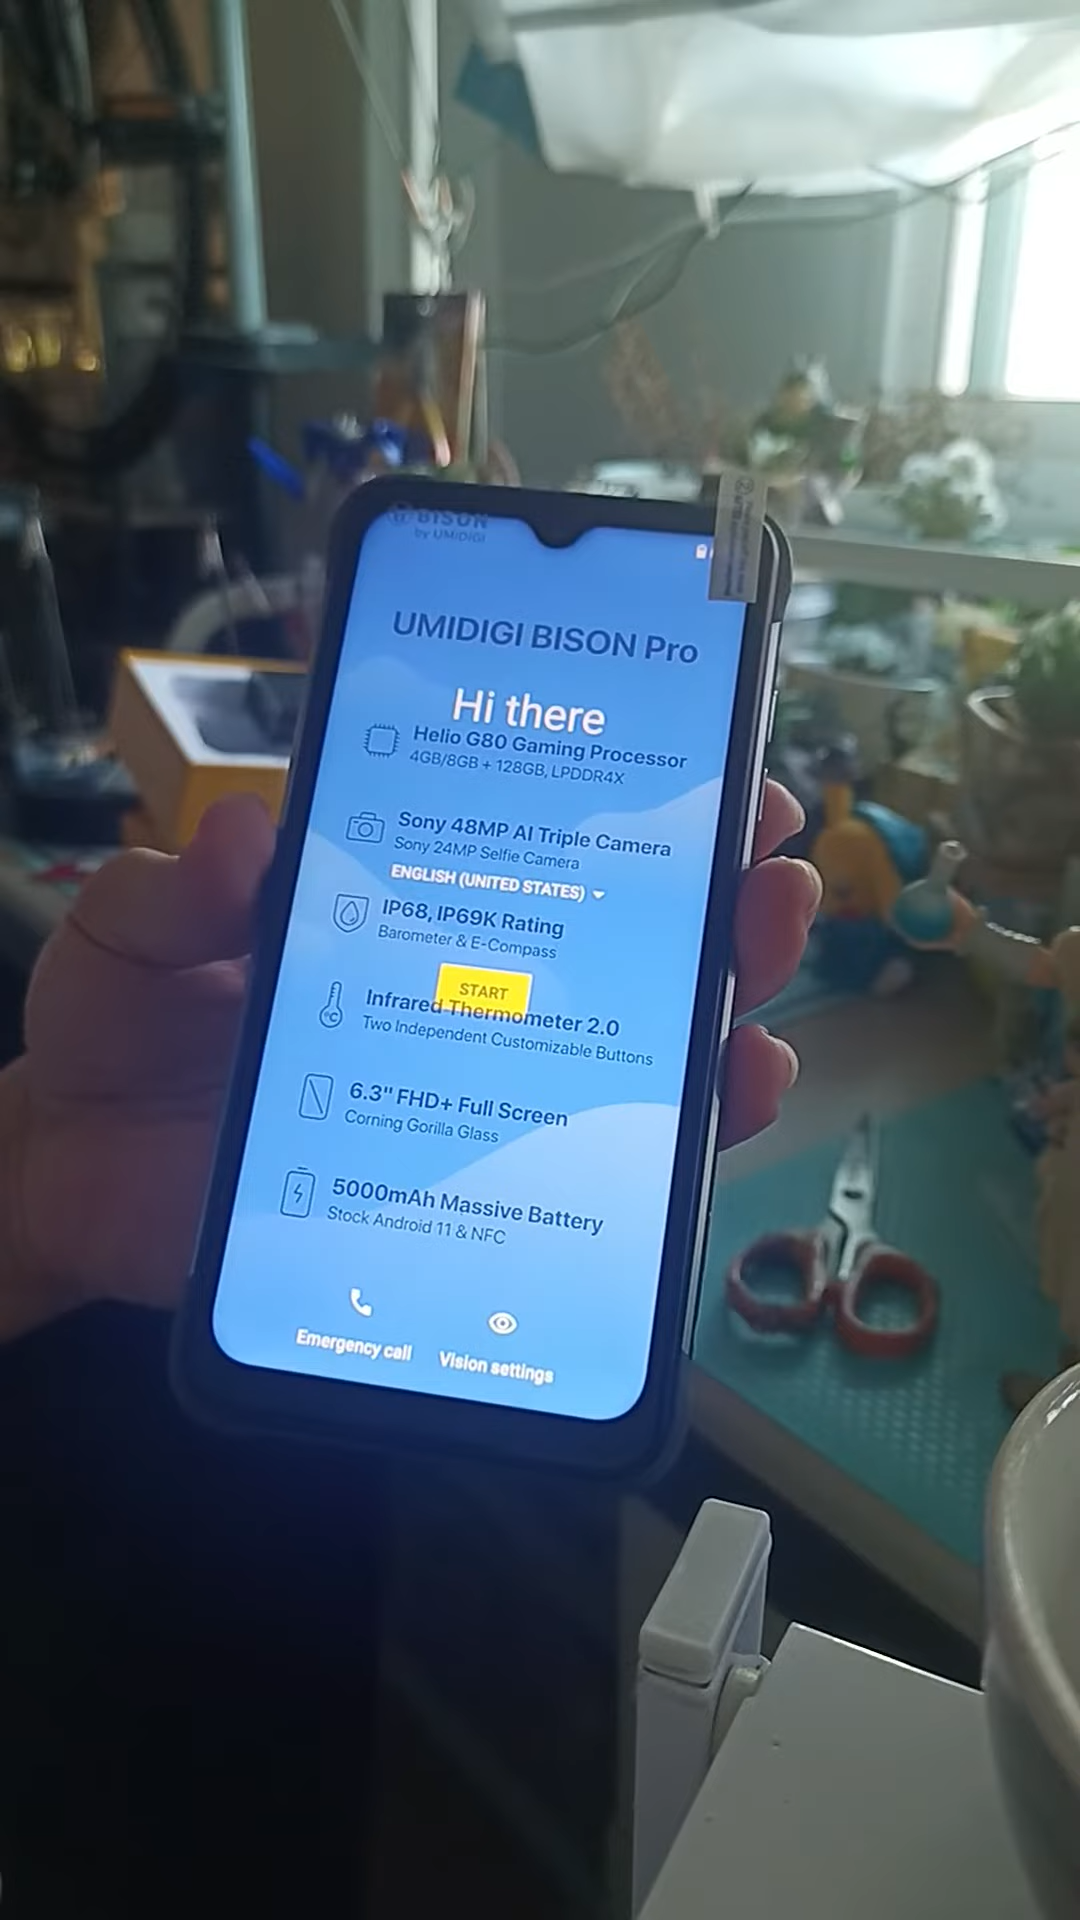 BISON
by UMIDIGI
UMIDIGI BISON Pro
Hi there
Helio G80 Gaming Processor
4GB/8GB + 128GB, LPDDR4X
Sony 48MP AI Triple Camera
Sony 24MP Selfie Camera
ENGLISH (UNITED STATES)
IP68, IP69K Rating
Barometer & E-Compass
START
Infrared Thermometer 2.0
°C
Two Independent Customizable Buttons
6.3" FHD+ Full Screen
Corning Gorilla Glass
5000mAh Massive Battery
Stock Android 11 & NFC
Emergency call
Vision settings